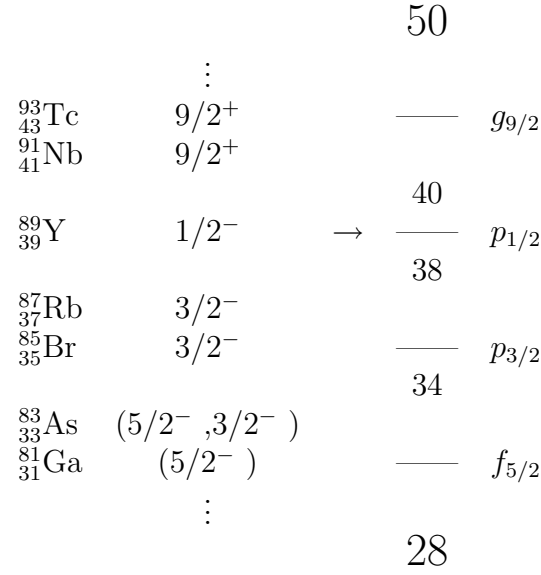 50
⋮
⁹³₄₃Tc 9/2⁺ g₉/₂
⁹¹₄₁Nb 9/2⁺
40
⁸⁹₃₉Y 1/2⁻ → p₁/₂
38
⁸⁷₃₇Rb 3/2⁻
⁸⁵₃₅Br 3/2⁻ p₃/₂
34
⁸³₃₃As (5/2⁻ ,3/2⁻ )
⁸¹₃₁Ga (5/2⁻ ) f₅/₂
⋮
28